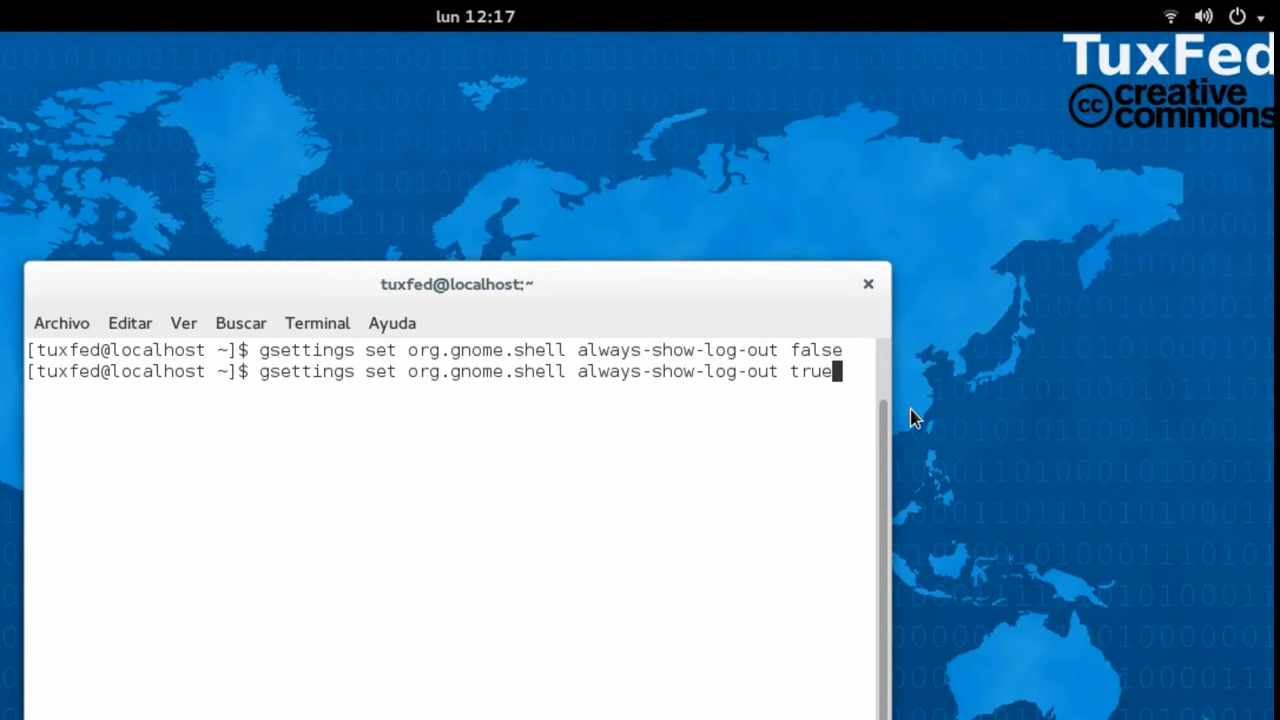 lun 12:17
TuxFed
creative
commons
cc
tuxfed@localhost:~
Archivo Editar Ver Buscar Terminal Ayuda
[tuxfed@localhost ~]$ gsettings set org.gnome.shell always-show-log-out false
[tuxfed@localhost ~]$ gsettings set org.gnome.shell always-show-log-out true